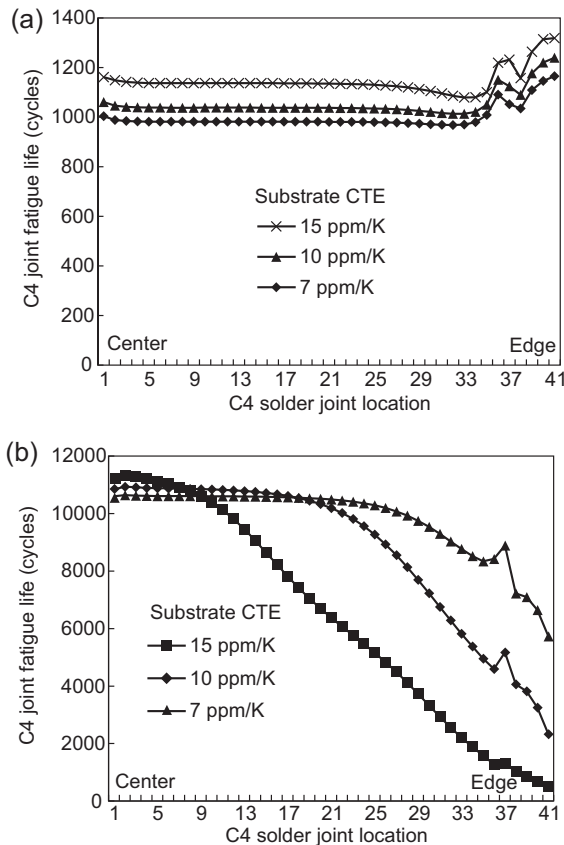 (a)
1400
1200
1000
800
600
400
200
0
C4 joint fatigue life (cycles)
Substrate CTE
15 ppm/K
10 ppm/K
7 ppm/K
Center
Edge
1 5 9 13 17 21 25 29 33 37 41
C4 solder joint location
(b)
12000
10000
8000
6000
4000
2000
0
C4 joint fatigue life (cycles)
Substrate CTE
15 ppm/K
10 ppm/K
7 ppm/K
Center
Edge
1 5 9 13 17 21 25 29 33 37 41
C4 solder joint location